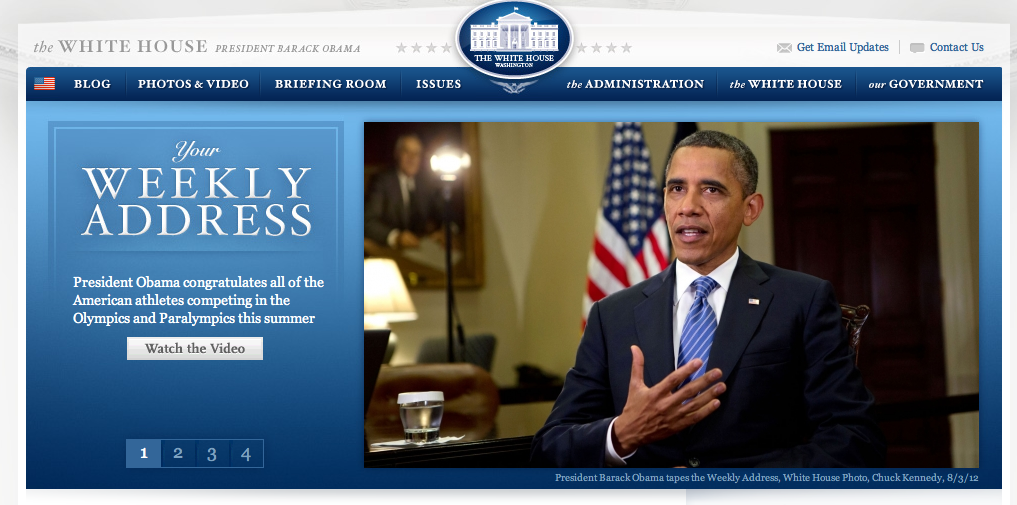 the WHITE HOUSE PRESIDENT BARACK OBAMA
THE WHITE HOUSE
WASHINGTON
Get Email Updates
Contact Us
BLOG
PHOTOS & VIDEO
BRIEFING ROOM
ISSUES
the ADMINISTRATION
the WHITE HOUSE
our GOVERNMENT
Your
WEEKLY
ADDRESS
President Obama congratulates all of the
American athletes competing in the
Olympics and Paralympics this summer
Watch the Video
1 2 3 4
President Barack Obama tapes the Weekly Address, White House Photo, Chuck Kennedy, 8/3/12